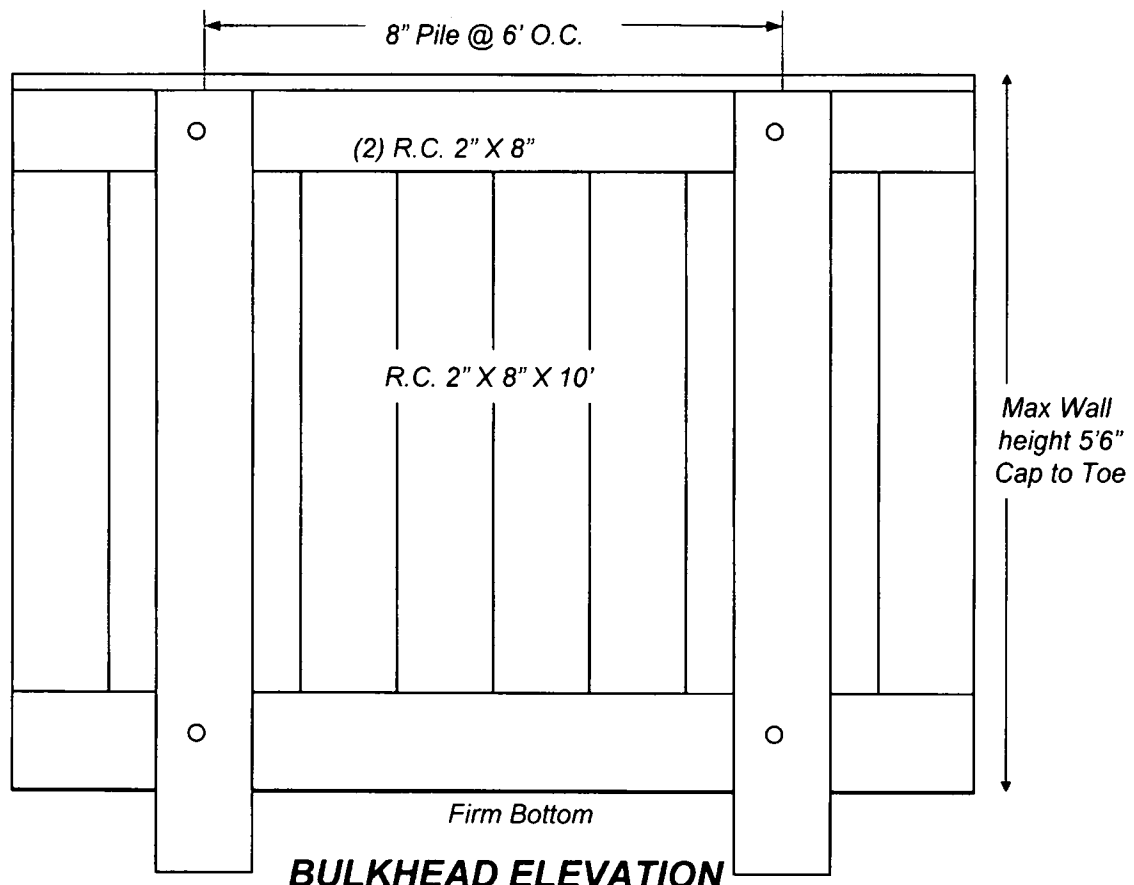 8” Pile @ 6' O.C.
(2) R.C. 2” X 8”
R.C. 2” X 8” X 10'
Max Wall
height 5'6”
Cap to Toe
Firm Bottom
BULKHEAD ELEVATION